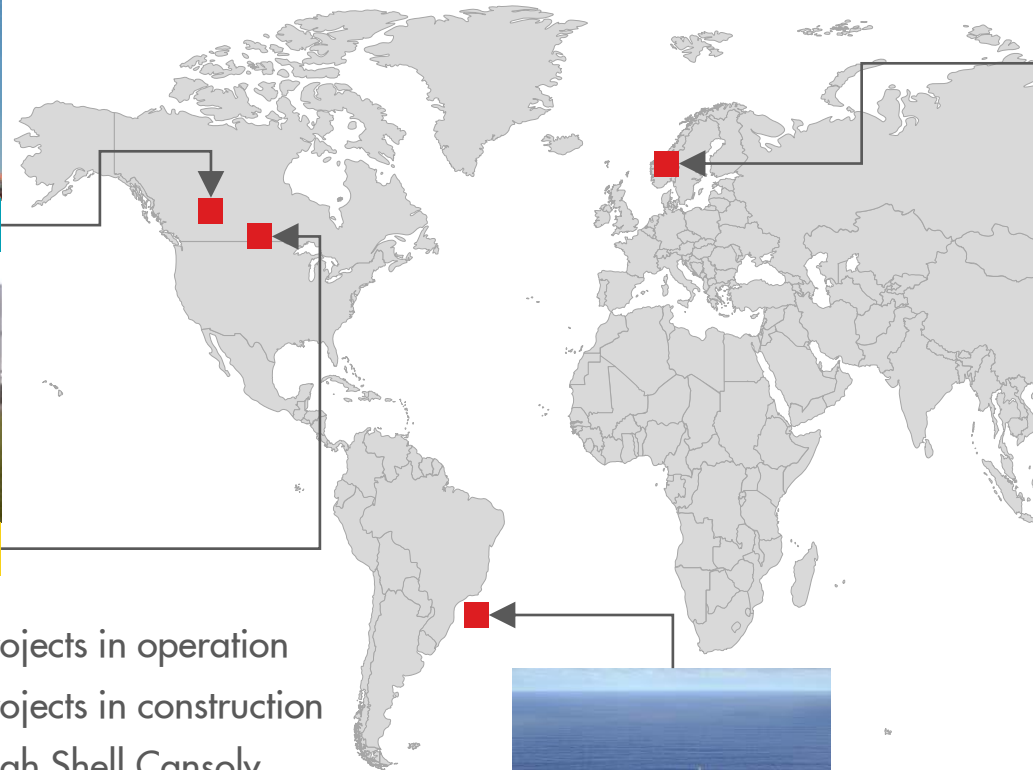 ojects in operation
ojects in construction
gh Shell Cansolv